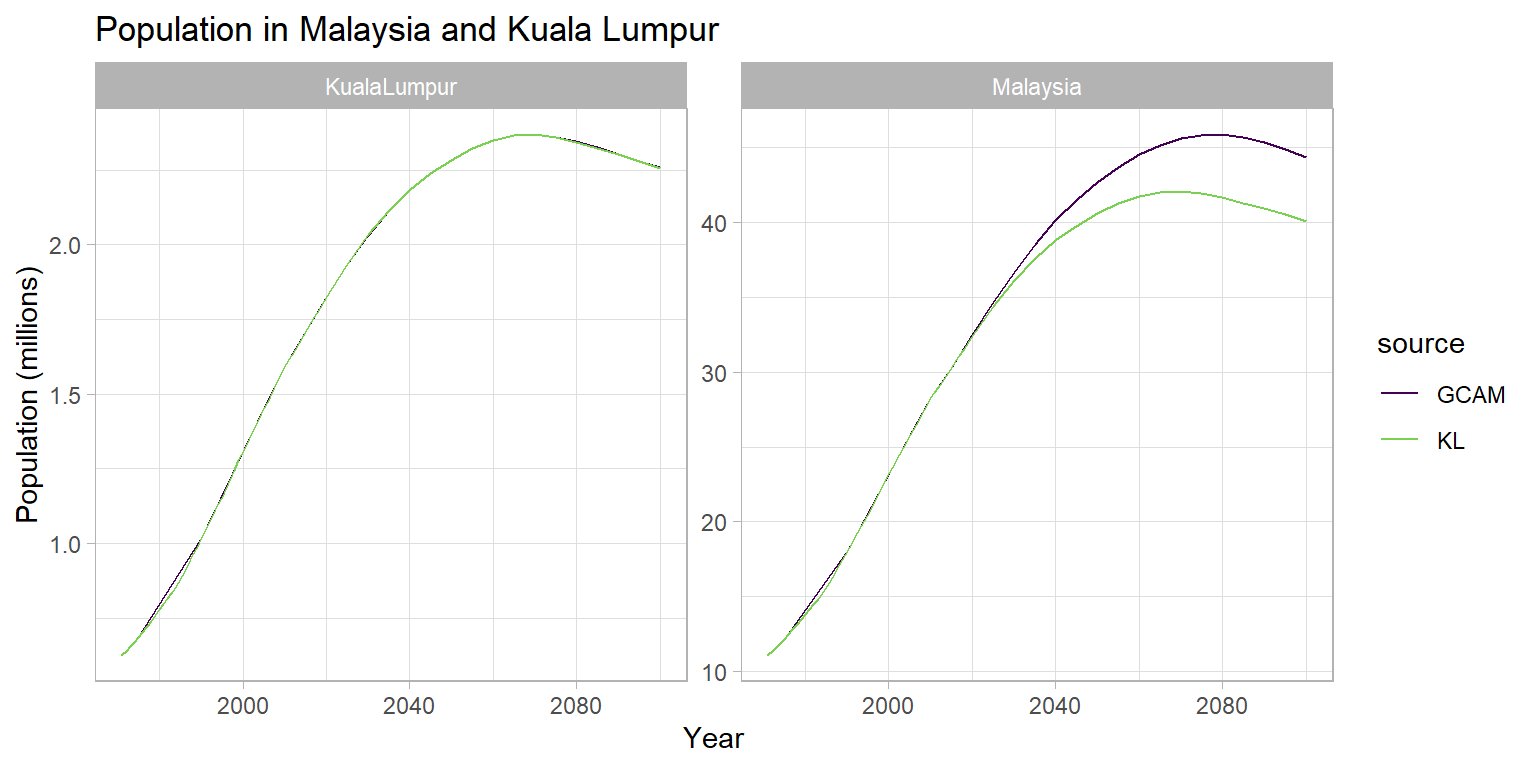 Population in Malaysia and Kuala Lumpur
KualaLumpur
Malaysia
Population (millions)
2.0
1.5
1.0
40
30
20
10
2000
2040
2080
2000
2040
2080
Year
source
GCAM
KL